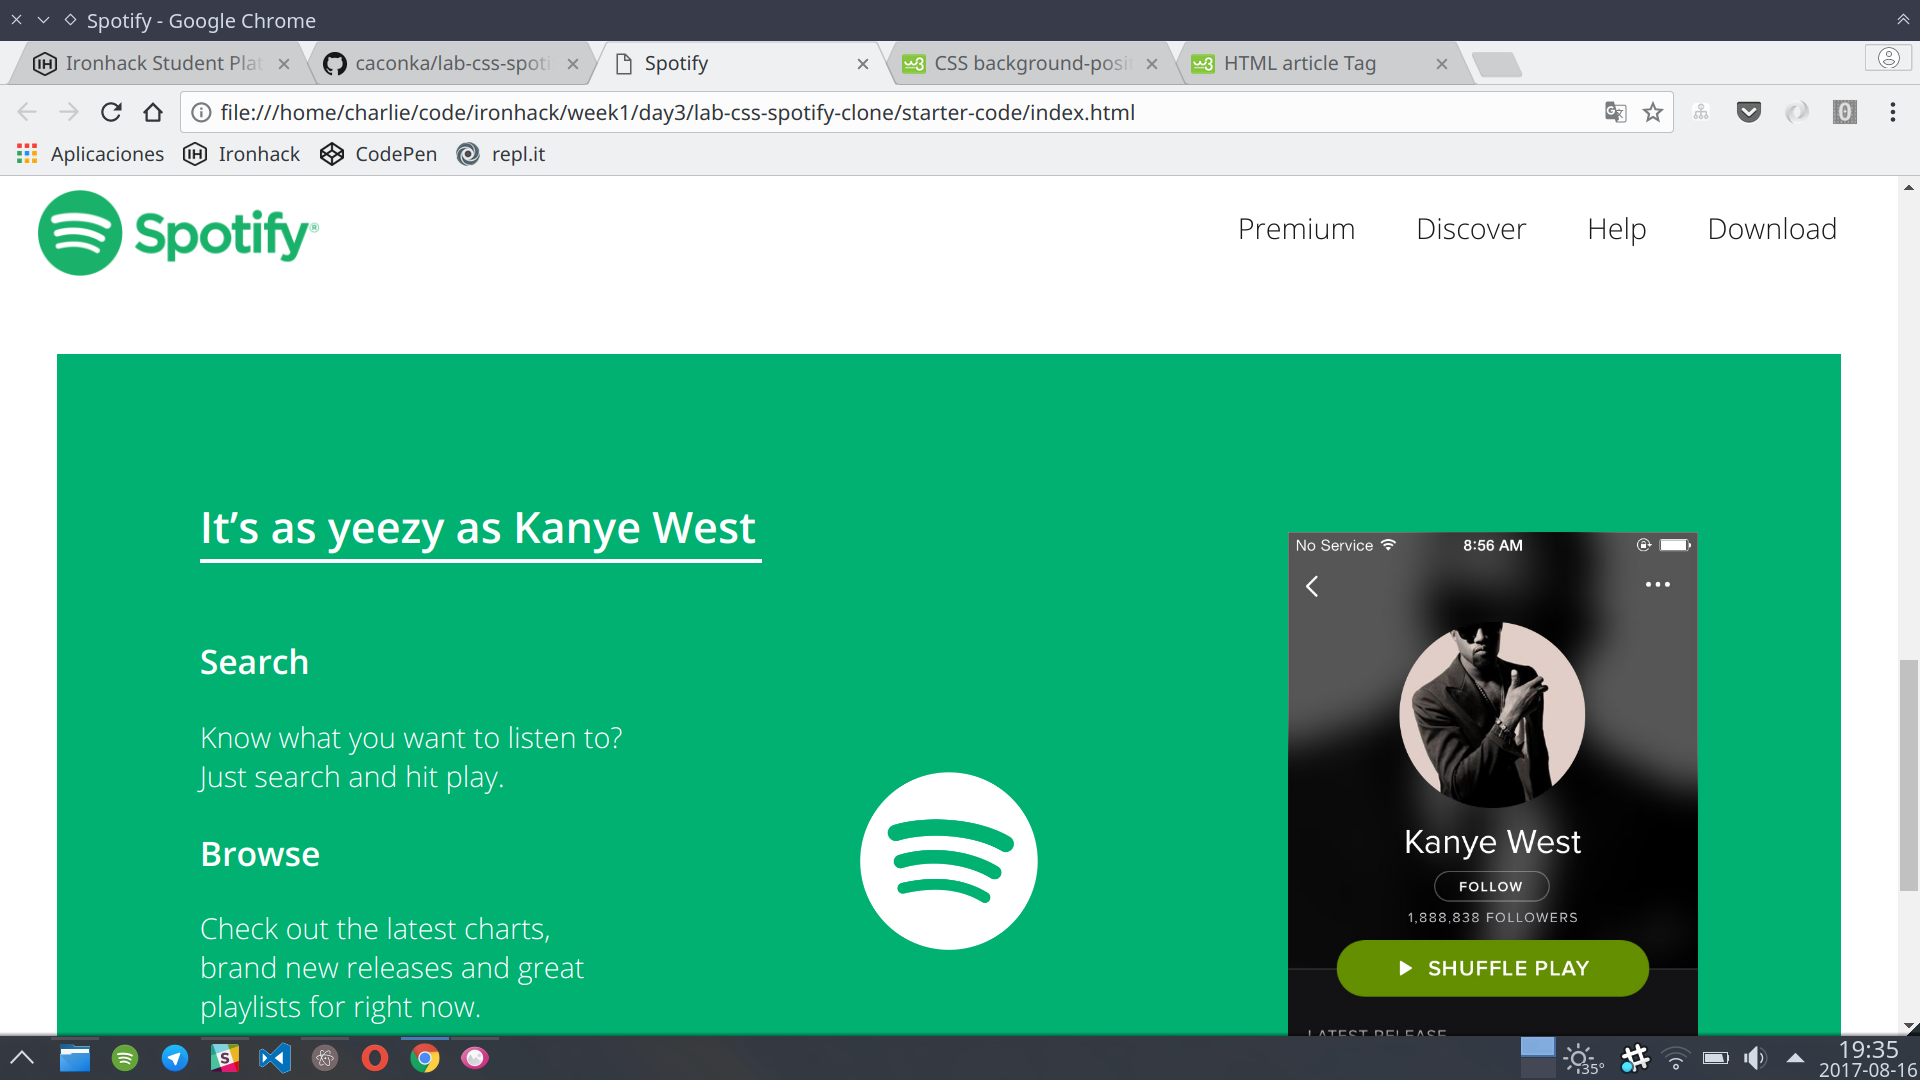 Spotify - Google Chrome
Ironhack Student Plat
caconka/lab-css-spoti
Spotify
CSS background-posit
HTML article Tag
file:///home/charlie/code/ironhack/week1/day3/lab-css-spotify-clone/starter-code/index.html
Aplicaciones
Ironhack
CodePen
repl.it
Spotify®
Premium
Discover
Help
Download
It’s as yeezy as Kanye West
Search
Know what you want to listen to?
Just search and hit play.
Browse
Check out the latest charts,
brand new releases and great
playlists for right now.
No Service
8:56 AM
Kanye West
FOLLOW
1,888,838 FOLLOWERS
SHUFFLE PLAY
LATEST RELEASE
35°
19:35
2017-08-16